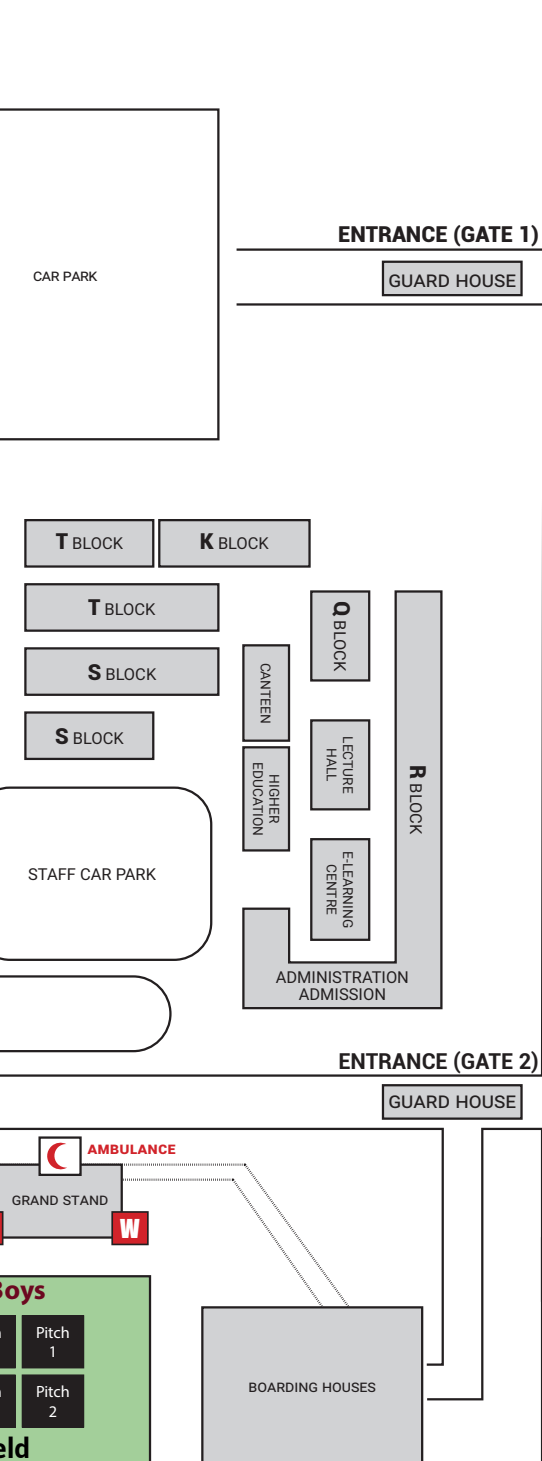 ENTRANCE (GATE 1)
CAR PARK
GUARD HOUSE
T BLOCK
K BLOCK
T BLOCK
Q BLOCK
S BLOCK
CANTEEN
S BLOCK
LECTURE
HALL
R BLOCK
HIGHER
EDUCATION
STAFF CAR PARK
E-LEARNING
CENTRE
ADMINISTRATION
ADMISSION
ENTRANCE (GATE 2)
GUARD HOUSE
AMBULANCE
GRAND STAND
W
Pitch
1
BOARDING HOUSES
Pitch
2